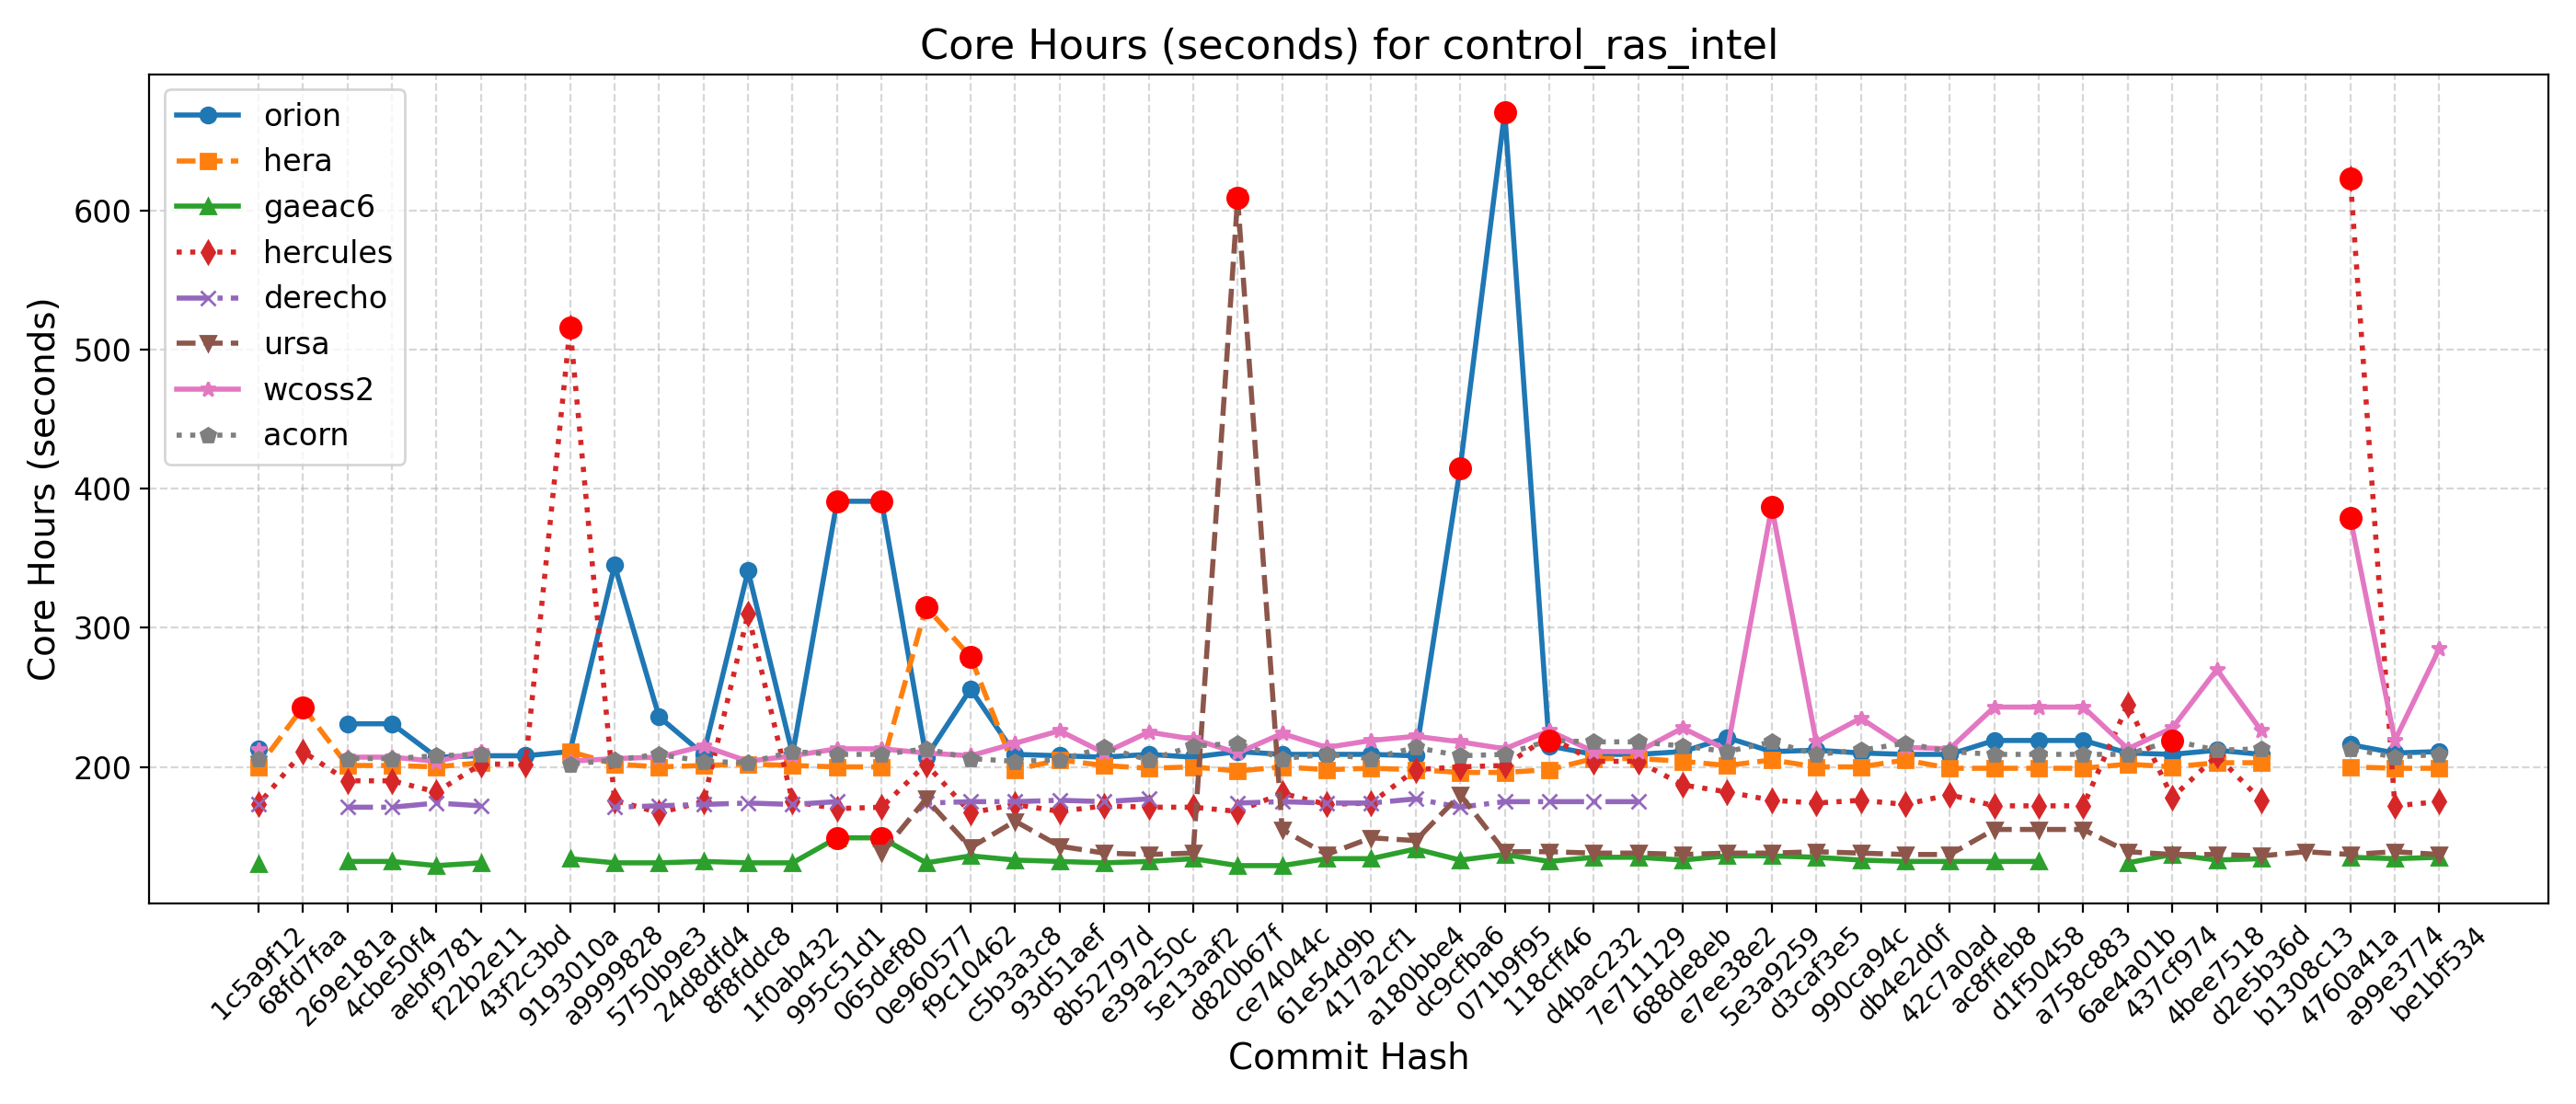 Core Hours (seconds) for control_ras_intel
orion
hera
gaeac6
hercules
derecho
ursa
wcoss2
acorn
Core Hours (seconds)
600
500
400
300
200
1c5a9f12
68fd7faa
269e181a
4cbe50f4
aebf9781
f22b2e11
43f2c3bd
9193010a
a9999828
5750b9e3
24d8dfd4
8f8fddc8
1f0ab432
995c51d1
065def80
0e960577
f9c10462
c5b3a3c8
93d51aef
8b52797d
e39a250c
5e13aaf2
d820b67f
ce74044c
61e54d9b
417a2cf1
a180bbe4
dc9cfba6
071b9f95
118cff46
d4bac232
7e711129
688de8eb
e7ee38e2
5e3a9259
d3caf3e5
990ca94c
db4e2d0f
42c7a0ad
ac8ffeb8
d1f50458
a758c883
6ae4a01b
437cf974
4bee7518
d2e5b36d
b1308c13
4760a41a
a99e3774
be1bf534
Commit Hash